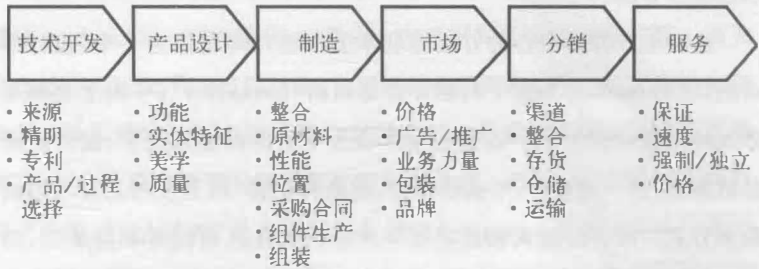 技术开发
产品设计
制造
市场
分销
服务
· 来源
· 精明
· 专利
· 产品/过程
选择
· 功能
· 实体特征
· 美学
· 质量
· 整合
· 原材料
· 性能
· 位置
· 采购合同
· 组件生产
· 组装
· 价格
· 广告/推广
· 业务力量
· 包装
· 品牌
· 渠道
· 整合
· 存货
· 仓储
· 运输
· 保证
· 速度
· 强制/独立
· 价格